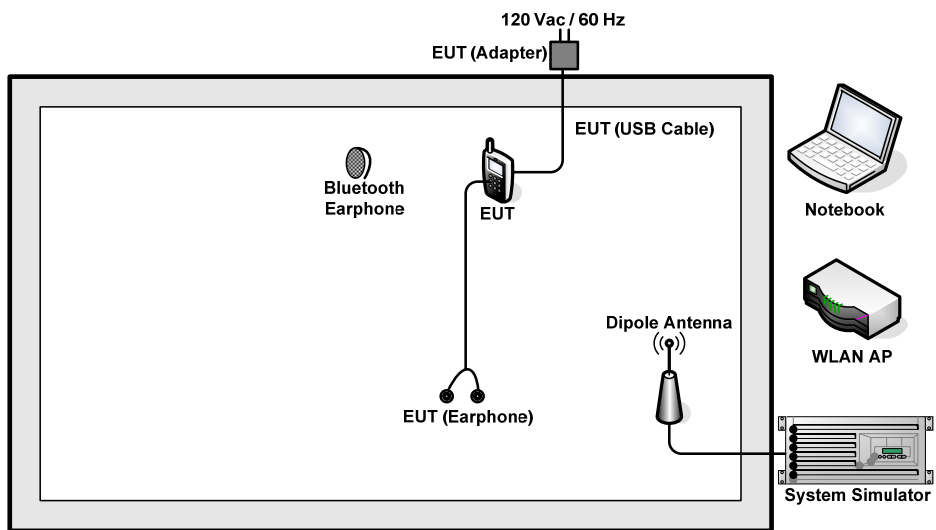 120 Vac / 60 Hz
EUT (Adapter)
EUT (USB Cable)
Bluetooth
Earphone
EUT
Notebook
Dipole Antenna
WLAN AP
EUT (Earphone)
System Simulator